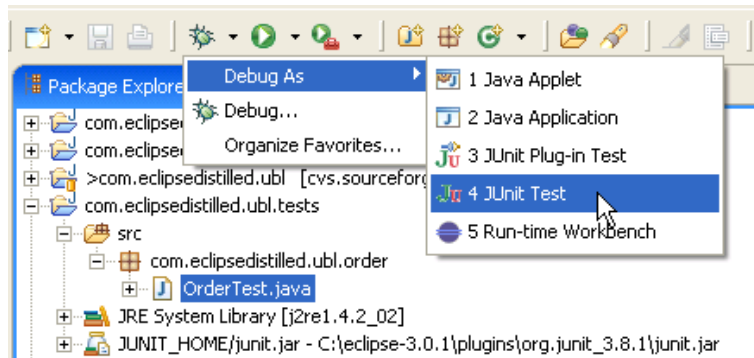 Package Explore
Debug As
Debug...
Organize Favorites...
1 Java Applet
2 Java Application
3 JUnit Plug-in Test
4 JUnit Test
5 Run-time Workbench
com.eclipsed
com.eclipsed
>com.eclipsedistilled.ubl [cvs.sourceforg
com.eclipsedistilled.ubl.tests
src
com.eclipsedistilled.ubl.order
OrderTest.java
JRE System Library [j2re1.4.2_02]
JUNIT_HOME/junit.jar - C:\eclipse-3.0.1\plugins\org.junit_3.8.1\junit.jar